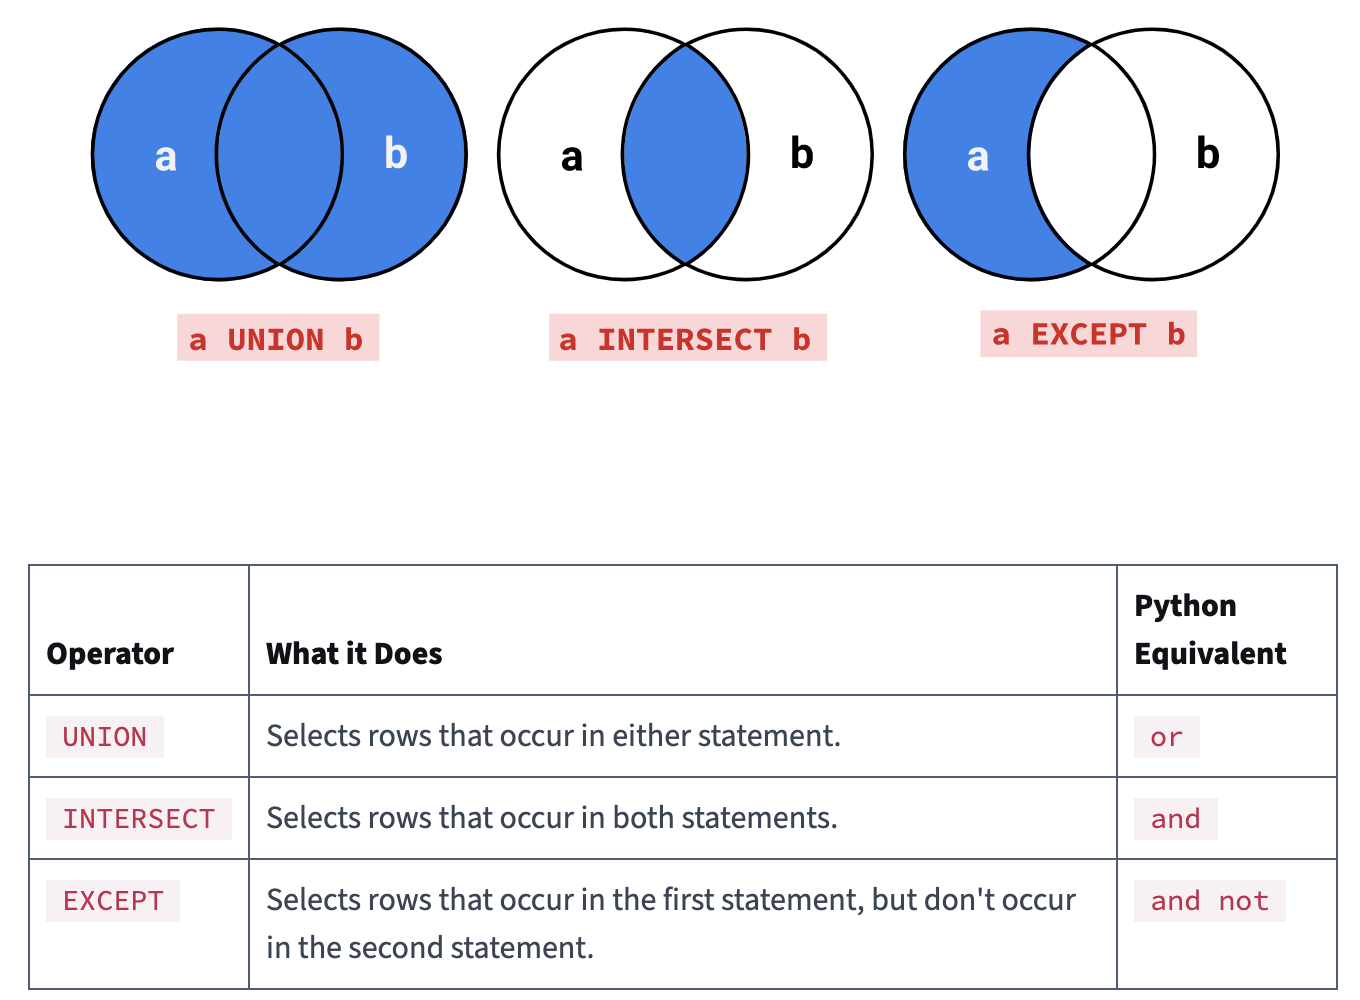 a b a b a b
a UNION b a INTERSECT b a EXCEPT b
Operator What it Does Python
Equivalent
UNION Selects rows that occur in either statement. or
INTERSECT Selects rows that occur in both statements. and
EXCEPT Selects rows that occur in the first statement, but don't occur and not
in the second statement.